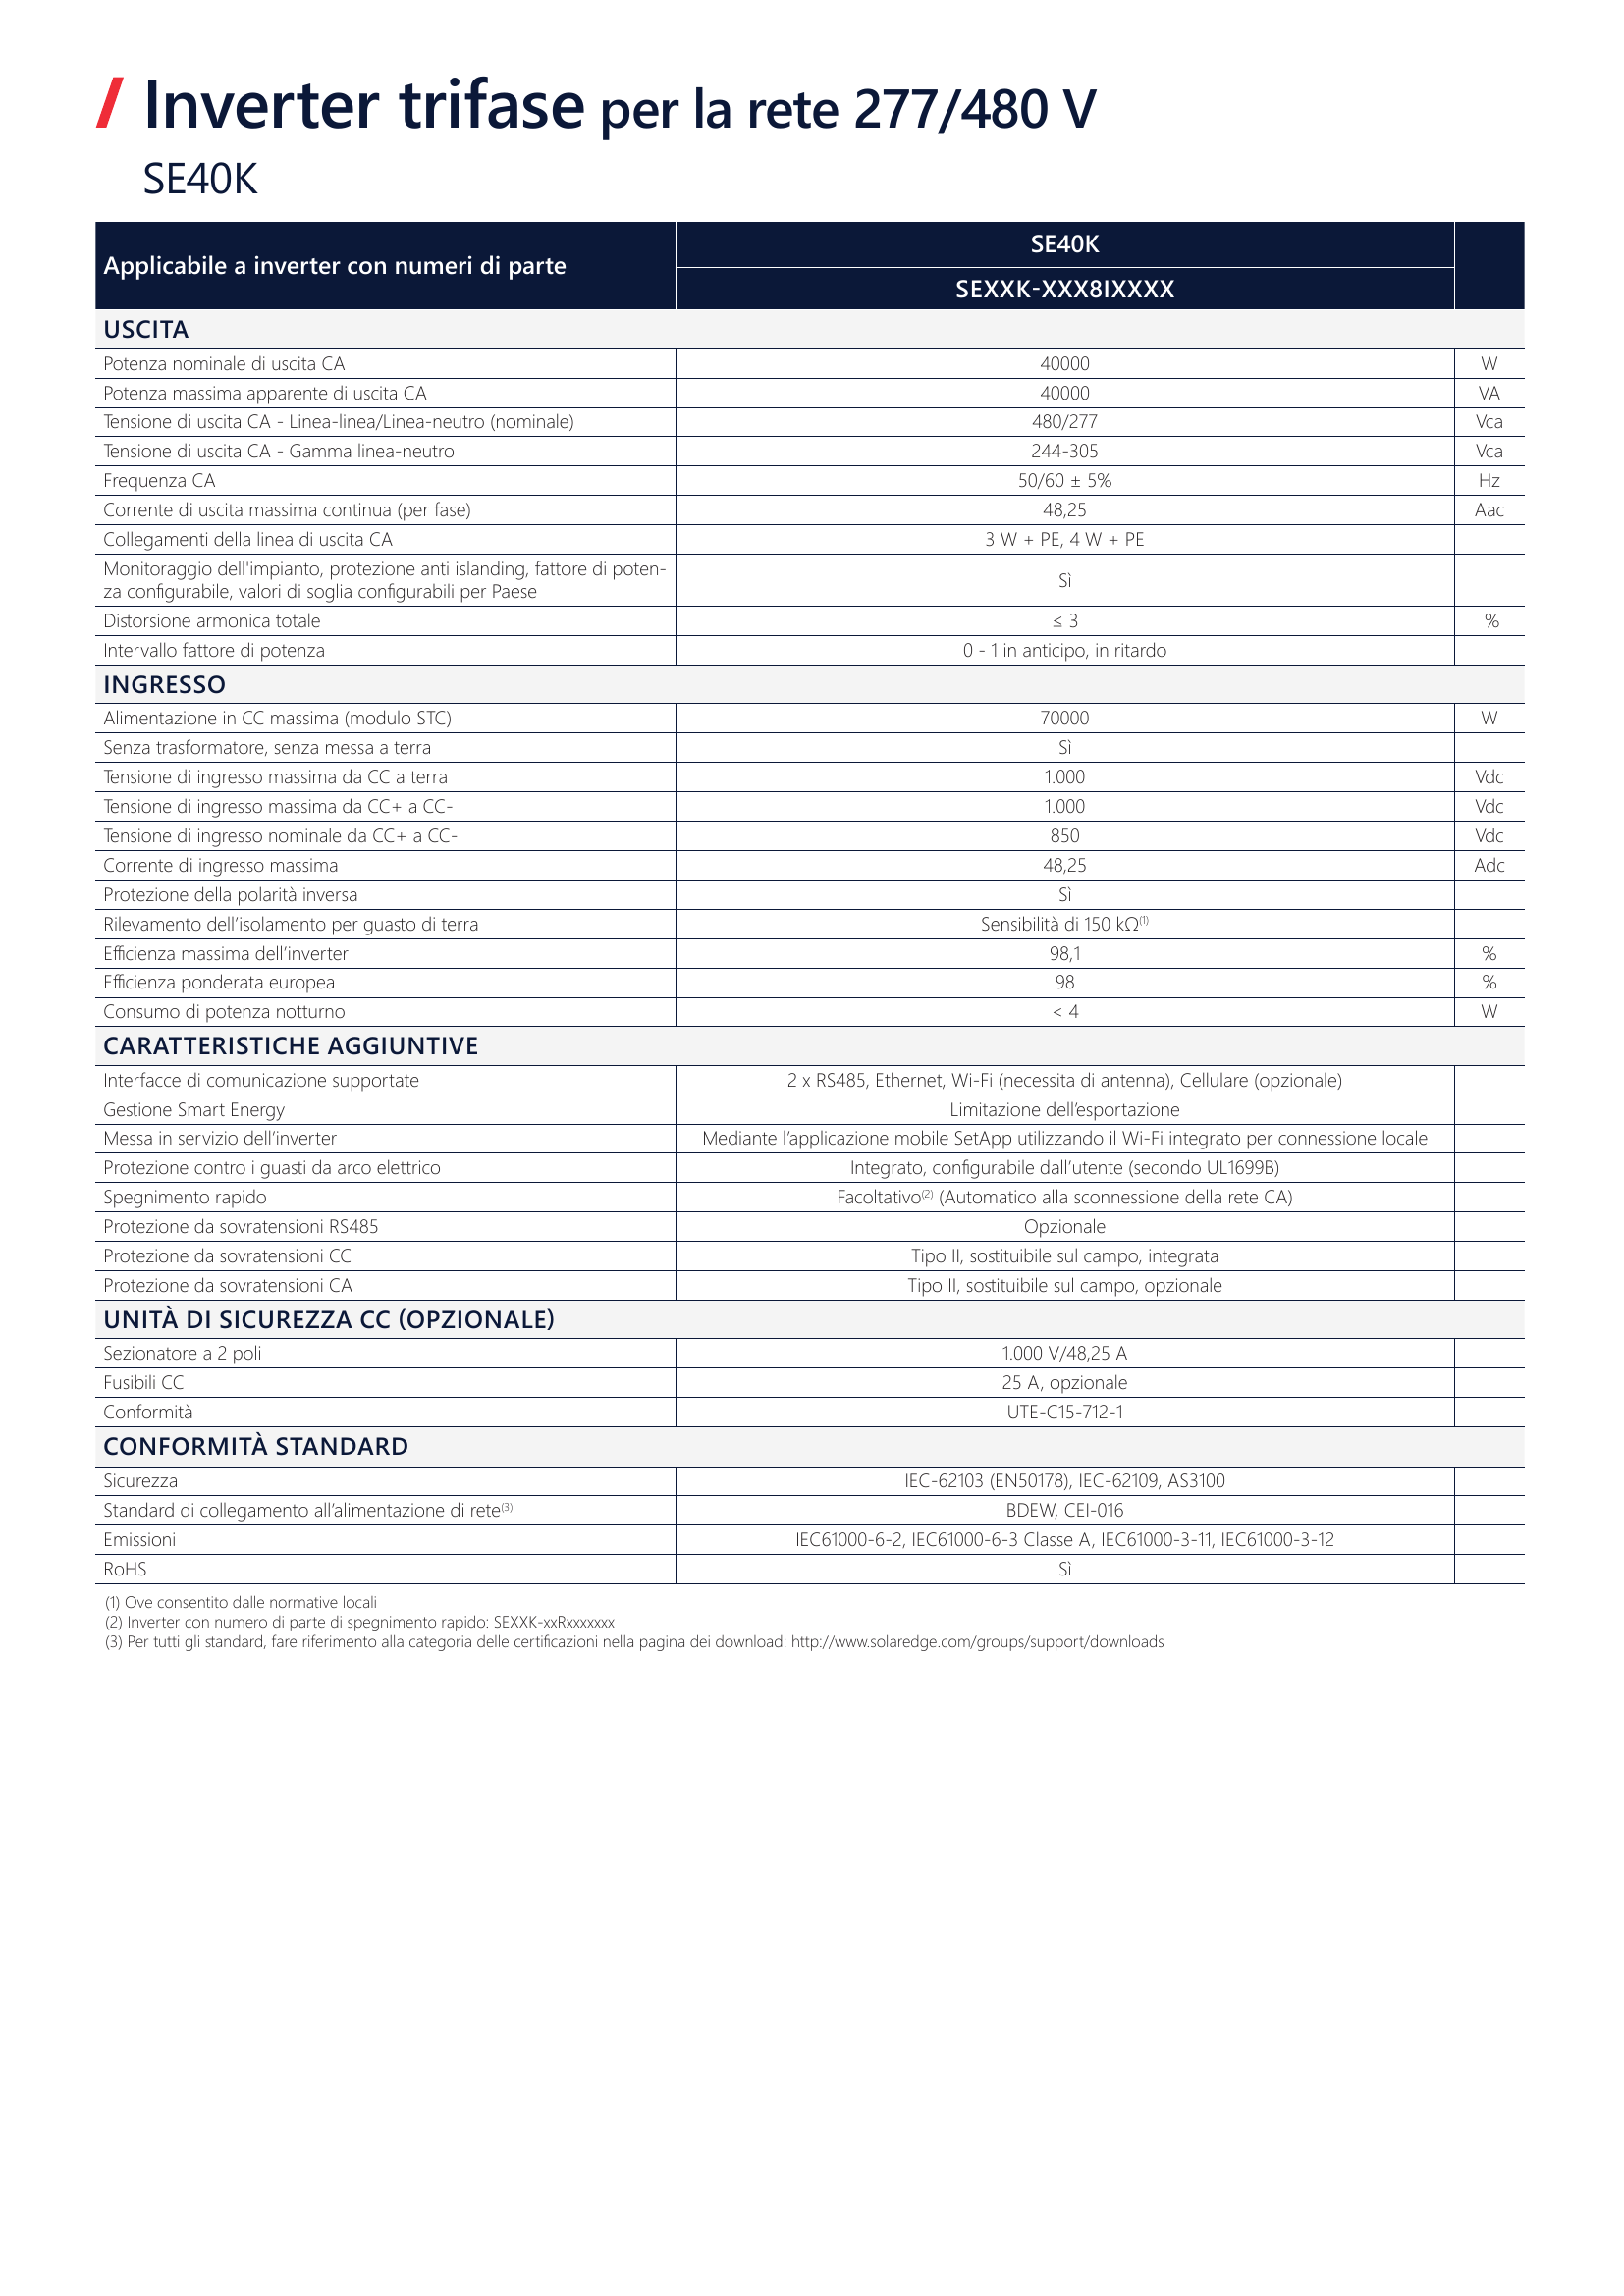 / Inverter trifase per la rete 277/480 V
SE40K
Applicabile a inverter con numeri di parte
SE40K
SEXXK-XXX8IXXXX
USCITA
Potenza nominale di uscita CA 40000 W
Potenza massima apparente di uscita CA 40000 VA
Tensione di uscita CA - Linea-linea/Linea-neutro (nominale) 480/277 Vca
Tensione di uscita CA - Gamma linea-neutro 244-305 Vca
Frequenza CA 50/60 ± 5% Hz
Corrente di uscita massima continua (per fase) 48,25 Aac
Collegamenti della linea di uscita CA 3 W + PE, 4 W + PE
Monitoraggio dell'impianto, protezione anti islanding, fattore di poten-
za configurabile, valori di soglia configurabili per Paese Sì
Distorsione armonica totale ≤ 3 %
Intervallo fattore di potenza 0 - 1 in anticipo, in ritardo
INGRESSO
Alimentazione in CC massima (modulo STC) 70000 W
Senza trasformatore, senza messa a terra Sì
Tensione di ingresso massima da CC a terra 1.000 Vdc
Tensione di ingresso massima da CC+ a CC- 1.000 Vdc
Tensione di ingresso nominale da CC+ a CC- 850 Vdc
Corrente di ingresso massima 48,25 Adc
Protezione della polarità inversa Sì
Rilevamento dell’isolamento per guasto di terra Sensibilità di 150 kΩ(1)
Efficienza massima dell’inverter 98,1 %
Efficienza ponderata europea 98 %
Consumo di potenza notturno < 4 W
CARATTERISTICHE AGGIUNTIVE
Interfacce di comunicazione supportate 2 x RS485, Ethernet, Wi-Fi (necessita di antenna), Cellulare (opzionale)
Gestione Smart Energy Limitazione dell’esportazione
Messa in servizio dell’inverter Mediante l’applicazione mobile SetApp utilizzando il Wi-Fi integrato per connessione locale
Protezione contro i guasti da arco elettrico Integrato, configurabile dall’utente (secondo UL1699B)
Spegnimento rapido Facoltativo(2) (Automatico alla sconnessione della rete CA)
Protezione da sovratensioni RS485 Opzionale
Protezione da sovratensioni CC Tipo II, sostituibile sul campo, integrata
Protezione da sovratensioni CA Tipo II, sostituibile sul campo, opzionale
UNITÀ DI SICUREZZA CC (OPZIONALE)
Sezionatore a 2 poli 1.000 V/48,25 A
Fusibili CC 25 A, opzionale
Conformità UTE-C15-712-1
CONFORMITÀ STANDARD
Sicurezza IEC-62103 (EN50178), IEC-62109, AS3100
Standard di collegamento all’alimentazione di rete(3) BDEW, CEI-016
Emissioni IEC61000-6-2, IEC61000-6-3 Classe A, IEC61000-3-11, IEC61000-3-12
RoHS Sì
(1) Ove consentito dalle normative locali
(2) Inverter con numero di parte di spegnimento rapido: SEXXK-xxRxxxxxxx
(3) Per tutti gli standard, fare riferimento alla categoria delle certificazioni nella pagina dei download: http://www.solaredge.com/groups/support/downloads